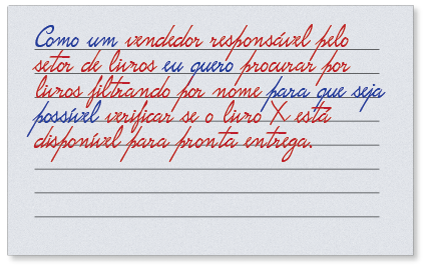 Como um vendedor responsável pelo
setor de livros eu quero procurar por
livros filtrando por nome para que seja
possível verificar se o livro X está
disponível para pronta entrega.